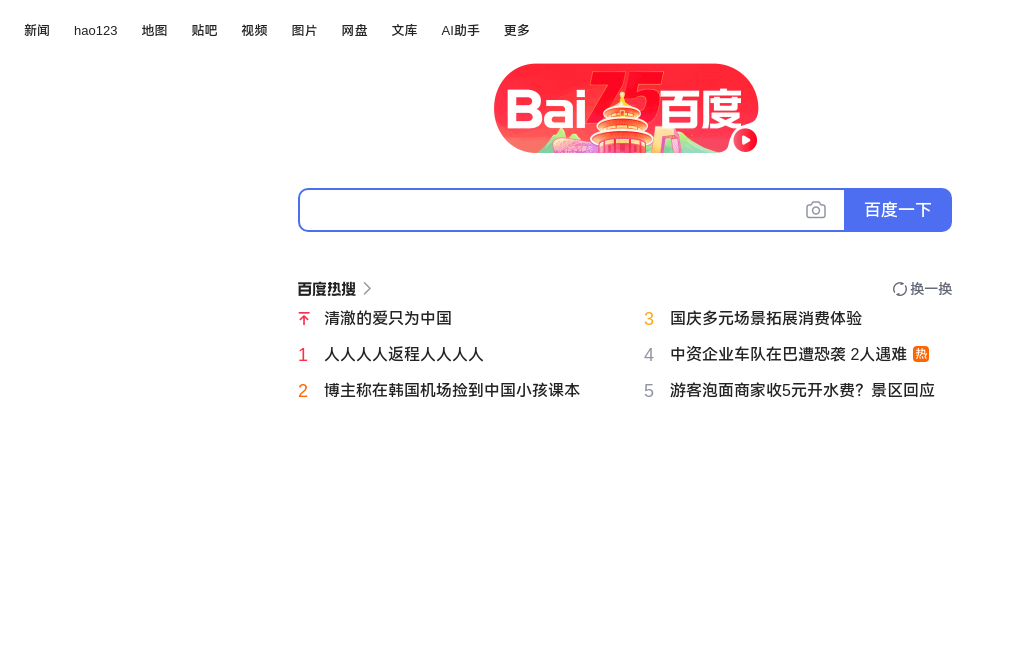 新闻 hao123 地图 贴吧 视频 图片 网盘 文库 AI助手 更多
Bai 75 百度
百度一下
百度热搜
换一换
清澈的爱只为中国
1 人人人人返程人人人人
2 博主称在韩国机场捡到中国小孩课本
3 国庆多元场景拓展消费体验
4 中资企业车队在巴遭恐袭 2人遇难 热
5 游客泡面商家收5元开水费？景区回应